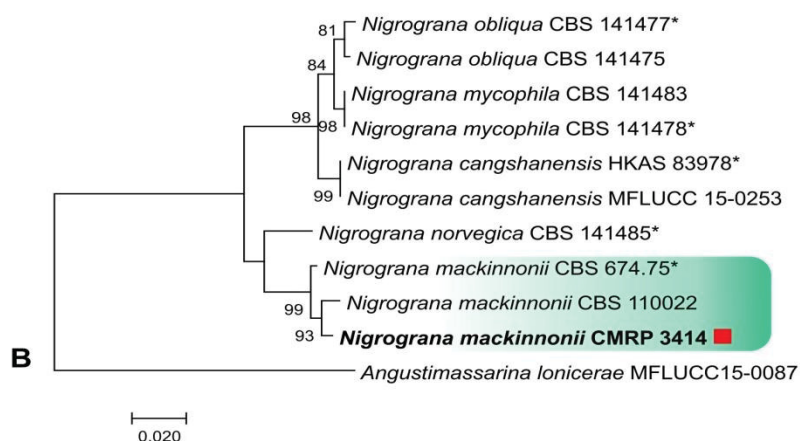 Nigrograna obliqua CBS 141477*
81
Nigrograna obliqua CBS 141475
84
Nigrograna mycophila CBS 141483
98
98
Nigrograna mycophila CBS 141478*
Nigrograna cangshanensis HKAS 83978*
99
Nigrograna cangshanensis MFLUCC 15-0253
Nigrograna norvegica CBS 141485*
Nigrograna mackinnonii CBS 674.75*
99
Nigrograna mackinnonii CBS 110022
93
Nigrograna mackinnonii CMRP 3414
B
Angustimassarina lonicerae MFLUCC15-0087
0.020